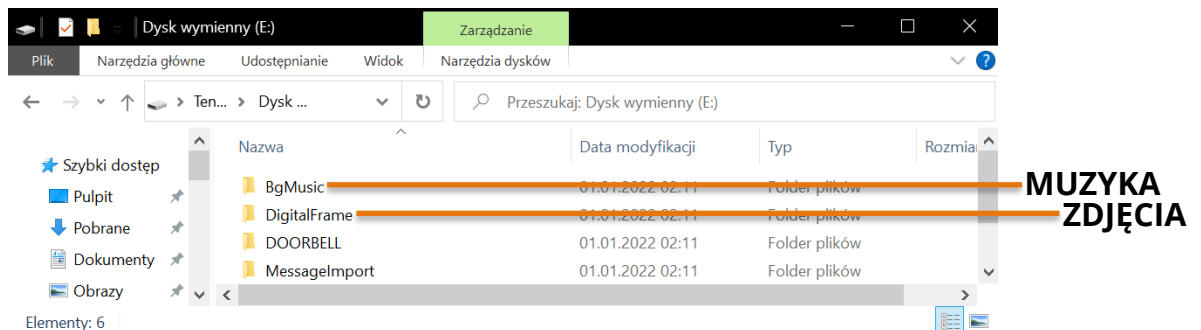 Dysk wymienny (E:)
Zarządzanie
Plik Narzędzia główne Udostępnianie Widok Narzędzia dysków
Ten... Dysk ... Przeszukaj: Dysk wymienny (E:)
Nazwa Data modyfikacji Typ Rozmiar
Szybki dostęp
Pulpit
Pobrane
Dokumenty
Obrazy
BgMusic 01.01.2022 02:11 Folder plików MUZYKA
DigitalFrame 01.01.2022 02:11 Folder plików ZDJĘCIA
DOORBELL 01.01.2022 02:11 Folder plików
MessageImport 01.01.2022 02:11 Folder plików
Elementy: 6